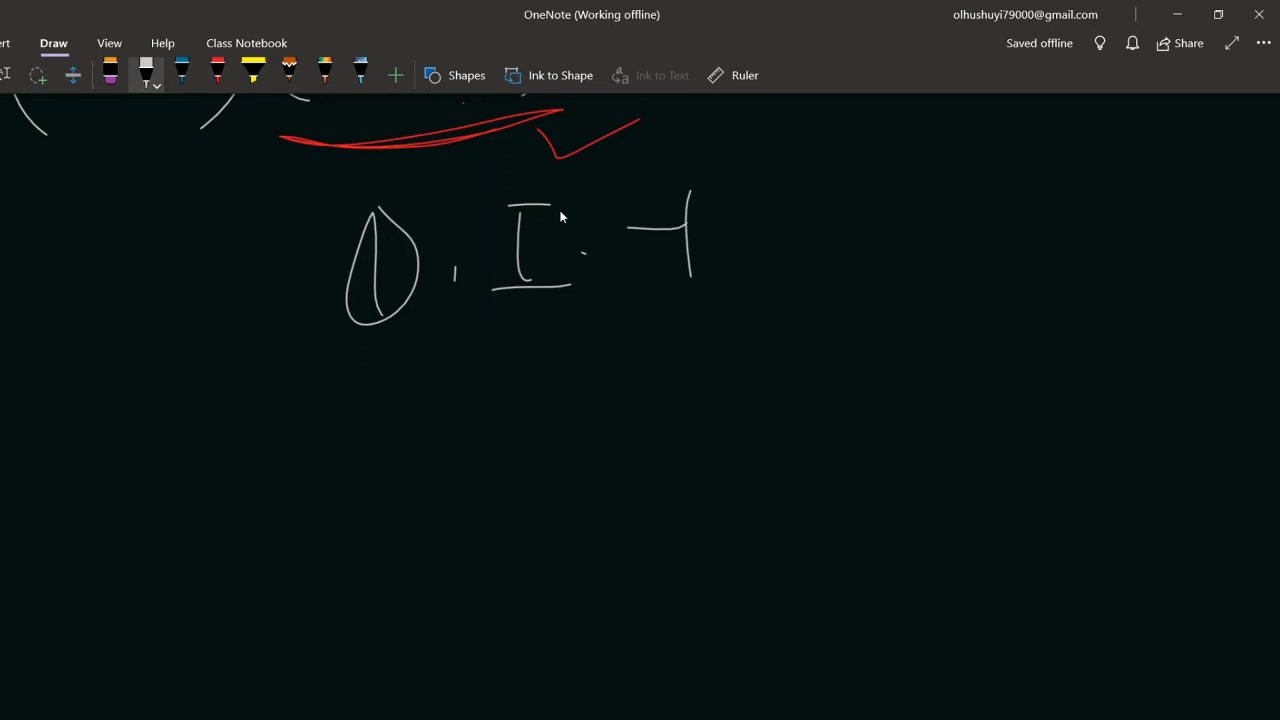 OneNote (Working offline) olhushuyi79000@gmail.com
rt Draw View Help Class Notebook Saved offline Share
Shapes Ink to Shape Ink to Text Ruler